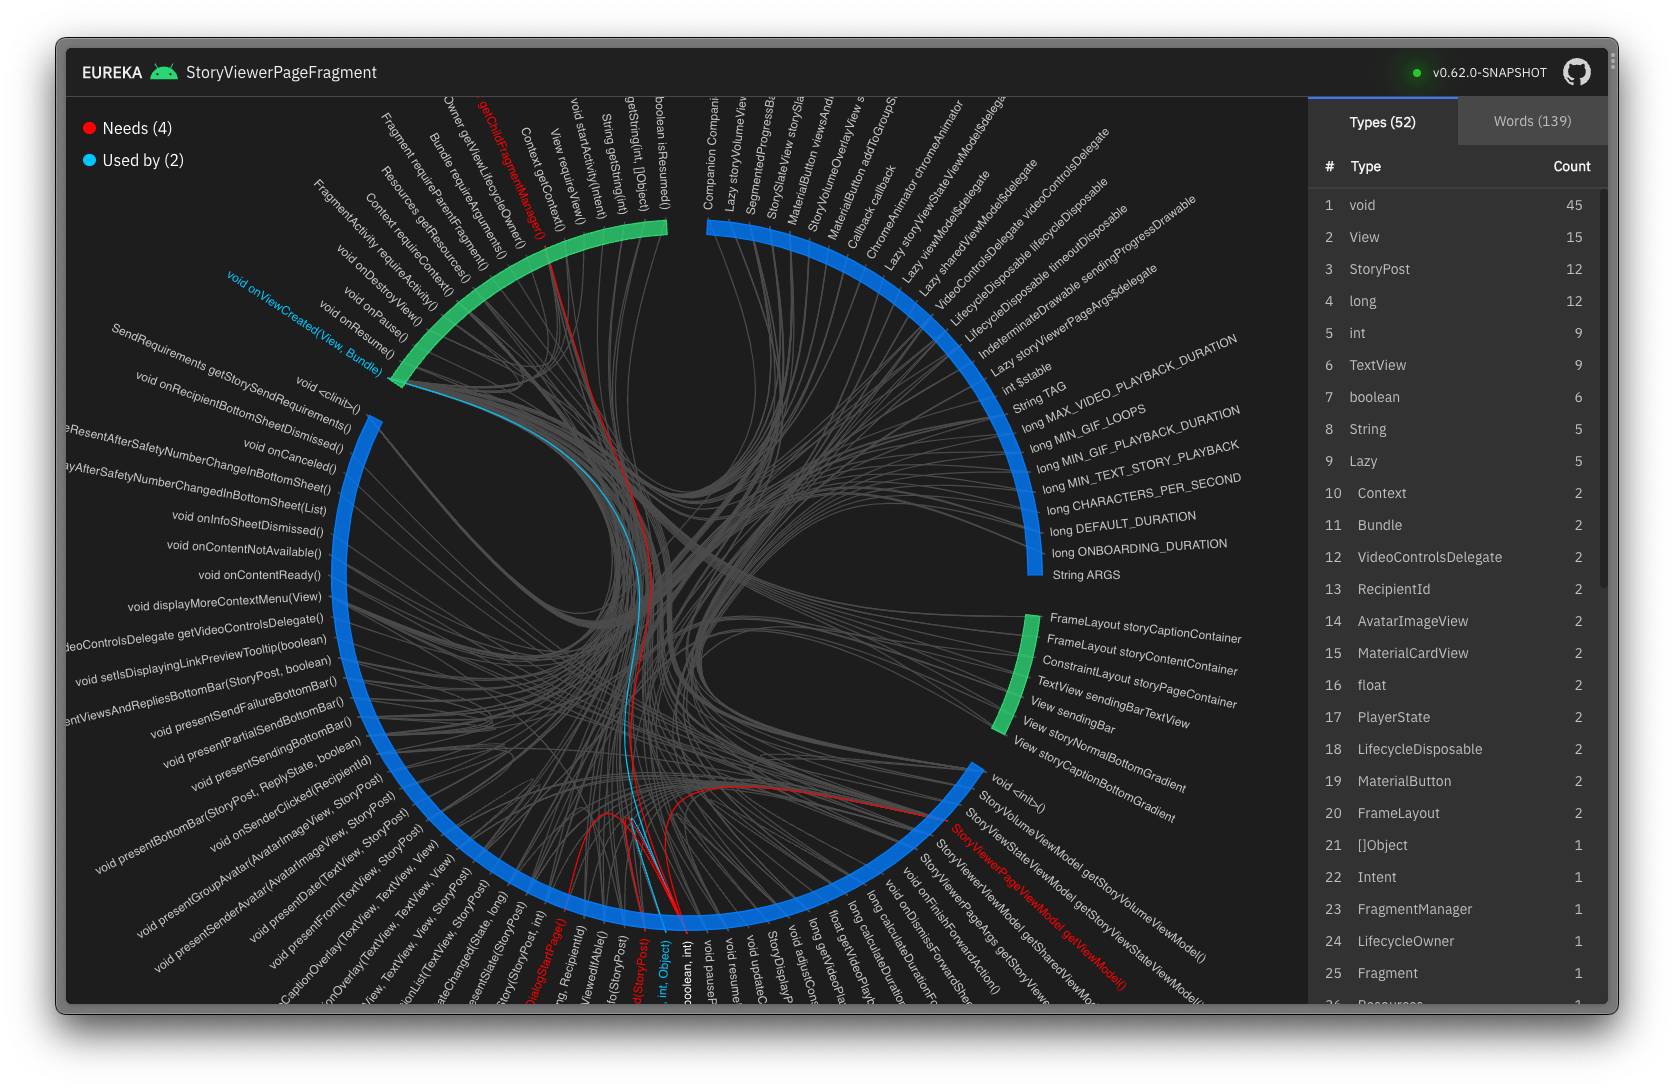 EUREKA StoryViewerPageFragment
v0.62.0-SNAPSHOT
Needs (4)
Used by (2)
Types (52)
Words (139)
# Type Count
1 void 45
2 View 15
3 StoryPost 12
4 long 12
5 int 9
6 TextView 9
7 boolean 6
8 String 5
9 Lazy 5
10 Context 2
11 Bundle 2
12 VideoControlsDelegate 2
13 RecipientId 2
14 AvatarImageView 2
15 MaterialCardView 2
16 float 2
17 PlayerState 2
18 LifecycleDisposable 2
19 MaterialButton 2
20 FrameLayout 2
21 []Object 1
22 Intent 1
23 FragmentManager 1
24 LifecycleOwner 1
25 Fragment 1
void onViewCreated(View, Bundle)
void onResume()
void onPause()
void onDestroyView()
FragmentActivity requireActivity()
Context requireContext()
Resources getResources()
Fragment requireParentFragment()
Bundle requireArguments()
Owner getViewLifecycleOwner()
getChildFragmentManager()
Context getContext()
View requireView()
void startActivity(Intent)
String getString(int)
getString(int, []Object)
boolean isResumed()
Companion Compani
Lazy storyVolumeView
SegmentedProgressBa
StorySlateView storySla
MaterialButton viewsAnd
StoryVolumeOverlayView s
MaterialButton addToGroupS
Callback callback
ChromeAnimator chromeAnimator
Lazy storyViewStateViewModel$delega
Lazy viewModel$delegate
Lazy sharedViewModel$delegate
VideoControlsDelegate videoControlsDelegate
LifecycleDisposable lifecycleDisposable
LifecycleDisposable timeoutDisposable
IndeterminateDrawable sendingProgressDrawable
Lazy storyViewerPageArgs$delegate
int $stable
String TAG
long MAX_VIDEO_PLAYBACK_DURATION
long MIN_GIF_LOOPS
long MIN_GIF_PLAYBACK_DURATION
long MIN_TEXT_STORY_PLAYBACK
long CHARACTERS_PER_SECOND
long DEFAULT_DURATION
long ONBOARDING_DURATION
String ARGS
FrameLayout storyCaptionContainer
FrameLayout storyContentContainer
ConstraintLayout storyPageContainer
TextView sendingBarTextView
View sendingBar
View storyNormalBottomGradient
View storyCaptionBottomGradient
void <init>()
StoryVolumeViewModel getStoryVolumeViewModel()
StoryViewStateViewModel getStoryViewStateViewModel()
StoryViewerPageViewModel getViewModel()
StoryViewerViewModel getSharedViewMo
StoryViewerPageArgs getStoryViewe
void onFinishForwardAction()
void onDismissForwardShee
long calculateDurationFo
long calculateDuration
float getVideoPlayb
long getVideoPla
void adjustCons
StoryDisplayP
void updateC
void resume
void pauseP
boolean, int)
, int, Object)
d(StoryPost)
fo(StoryPost)
ViewedItAble()
ng, RecipientId)
DialogStartPage()
Story(StoryPost, int)
esentSlate(StoryPost)
ateChanged(State, long)
ionList(TextView, StoryPost)
View, TextView, View, StoryPost)
onOverlay(TextView, TextView, View)
nCaptionOverlay(TextView, TextView, View)
void presentFrom(TextView, StoryPost)
void presentDate(TextView, StoryPost)
void presentSenderAvatar(AvatarImageView, StoryPost)
void presentGroupAvatar(AvatarImageView, StoryPost)
void onSenderClicked(RecipientId)
void presentBottomBar(StoryPost, ReplyState, boolean)
void presentSendingBottomBar()
void presentPartialSendBottomBar()
void presentSendFailureBottomBar()
entViewsAndRepliesBottomBar(StoryPost, boolean)
void setIsDisplayingLinkPreviewTooltip(boolean)
deoControlsDelegate getVideoControlsDelegate()
void displayMoreContextMenu(View)
void onContentReady()
void onContentNotAvailable()
void onInfoSheetDismissed()
ayAfterSafetyNumberChangedInBottomSheet(List)
eResentAfterSafetyNumberChangeInBottomSheet()
void onCanceled()
void onRecipientBottomSheetDismissed()
SendRequirements getStorySendRequirements()
void <clinit>()